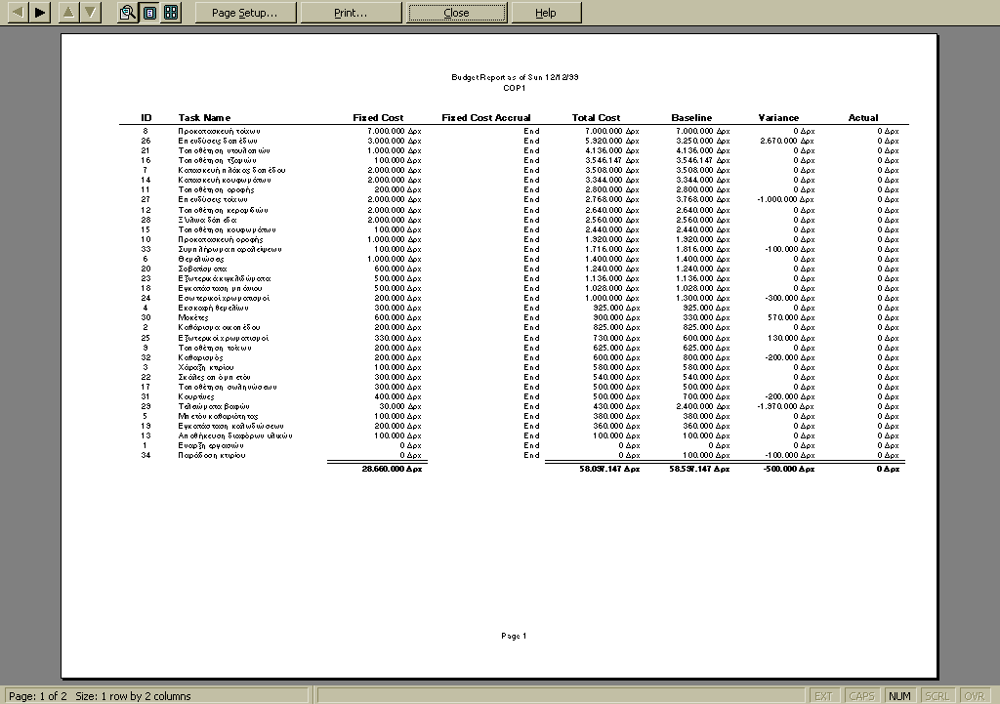 Page Setup... Print... Close Help
Budget Report as of Sun 12/12/99
COP1
ID Task Name Fixed Cost Fixed Cost Accrual Total Cost Baseline Variance Actual
8 Προκατασκευή τοίχων 7.000.000 Δρχ End 7.000.000 Δρχ 7.000.000 Δρχ 0 Δρχ 0 Δρχ
26 Επενδύσεις δαπέδων 3.000.000 Δρχ End 5.920.000 Δρχ 3.250.000 Δρχ 2.670.000 Δρχ 0 Δρχ
21 Τοποθέτηση ντουλαπιών 1.000.000 Δρχ End 4.136.000 Δρχ 4.136.000 Δρχ 0 Δρχ 0 Δρχ
16 Τοποθέτηση τζαμιών 100.000 Δρχ End 3.546.147 Δρχ 3.546.147 Δρχ 0 Δρχ 0 Δρχ
7 Κατασκευή πλάκας δαπέδου 2.000.000 Δρχ End 3.508.000 Δρχ 3.508.000 Δρχ 0 Δρχ 0 Δρχ
14 Κατασκευή κουφωμάτων 2.000.000 Δρχ End 3.344.000 Δρχ 3.344.000 Δρχ 0 Δρχ 0 Δρχ
11 Τοποθέτηση οροφής 200.000 Δρχ End 2.800.000 Δρχ 2.800.000 Δρχ 0 Δρχ 0 Δρχ
27 Επενδύσεις τοίχων 2.000.000 Δρχ End 2.768.000 Δρχ 3.768.000 Δρχ -1.000.000 Δρχ 0 Δρχ
12 Τοποθέτηση κεραμιδιών 2.000.000 Δρχ End 2.640.000 Δρχ 2.640.000 Δρχ 0 Δρχ 0 Δρχ
28 Ξύλινα δάπεδα 2.000.000 Δρχ End 2.560.000 Δρχ 2.560.000 Δρχ 0 Δρχ 0 Δρχ
15 Τοποθέτηση κουφωμάτων 100.000 Δρχ End 2.440.000 Δρχ 2.440.000 Δρχ 0 Δρχ 0 Δρχ
10 Προκατασκευή οροφής 1.000.000 Δρχ End 1.920.000 Δρχ 1.920.000 Δρχ 0 Δρχ 0 Δρχ
33 Συμπλήρωμα παραλείψεων 100.000 Δρχ End 1.716.000 Δρχ 1.816.000 Δρχ -100.000 Δρχ 0 Δρχ
6 Θεμελιώσεις 1.000.000 Δρχ End 1.400.000 Δρχ 1.400.000 Δρχ 0 Δρχ 0 Δρχ
20 Σοβατίσματα 600.000 Δρχ End 1.240.000 Δρχ 1.240.000 Δρχ 0 Δρχ 0 Δρχ
23 Εξωτερικά κιγκλιδώματα 500.000 Δρχ End 1.136.000 Δρχ 1.136.000 Δρχ 0 Δρχ 0 Δρχ
18 Εγκατάσταση μπάνιου 500.000 Δρχ End 1.028.000 Δρχ 1.028.000 Δρχ 0 Δρχ 0 Δρχ
24 Εσωτερικοί χρωματισμοί 200.000 Δρχ End 1.000.000 Δρχ 1.300.000 Δρχ -300.000 Δρχ 0 Δρχ
4 Εκσκαφή θεμελίων 300.000 Δρχ End 925.000 Δρχ 925.000 Δρχ 0 Δρχ 0 Δρχ
30 Μοκέτες 600.000 Δρχ End 900.000 Δρχ 330.000 Δρχ 570.000 Δρχ 0 Δρχ
2 Καθάρισμα οικοπέδου 200.000 Δρχ End 825.000 Δρχ 825.000 Δρχ 0 Δρχ 0 Δρχ
25 Εξωτερικοί χρωματισμοί 330.000 Δρχ End 730.000 Δρχ 600.000 Δρχ 130.000 Δρχ 0 Δρχ
9 Τοποθέτηση τοίχων 200.000 Δρχ End 625.000 Δρχ 625.000 Δρχ 0 Δρχ 0 Δρχ
32 Καθαρισμός 200.000 Δρχ End 600.000 Δρχ 800.000 Δρχ -200.000 Δρχ 0 Δρχ
3 Χάραξη κτιρίου 100.000 Δρχ End 580.000 Δρχ 580.000 Δρχ 0 Δρχ 0 Δρχ
22 Σκάλες από μπετόν 300.000 Δρχ End 540.000 Δρχ 540.000 Δρχ 0 Δρχ 0 Δρχ
17 Τοποθέτηση σωληνώσεων 300.000 Δρχ End 500.000 Δρχ 500.000 Δρχ 0 Δρχ 0 Δρχ
31 Κουρτίνες 400.000 Δρχ End 500.000 Δρχ 700.000 Δρχ -200.000 Δρχ 0 Δρχ
29 Τελειώματα βαφών 30.000 Δρχ End 430.000 Δρχ 2.400.000 Δρχ -1.970.000 Δρχ 0 Δρχ
5 Μπετόν καθαριότητας 100.000 Δρχ End 380.000 Δρχ 380.000 Δρχ 0 Δρχ 0 Δρχ
19 Εγκατάσταση καλωδιώσεων 200.000 Δρχ End 360.000 Δρχ 360.000 Δρχ 0 Δρχ 0 Δρχ
13 Αποθήκευση διαφόρων υλικών 100.000 Δρχ End 100.000 Δρχ 100.000 Δρχ 0 Δρχ 0 Δρχ
1 Έναρξη εργασιών 0 Δρχ End 0 Δρχ 0 Δρχ 0 Δρχ 0 Δρχ
34 Παράδοση κτιρίου 0 Δρχ End 0 Δρχ 100.000 Δρχ -100.000 Δρχ 0 Δρχ
28.660.000 Δρχ 58.097.147 Δρχ 58.597.147 Δρχ -500.000 Δρχ 0 Δρχ
Page 1
Page: 1 of 2 Size: 1 row by 2 columns EXT CAPS NUM SCRL OVR